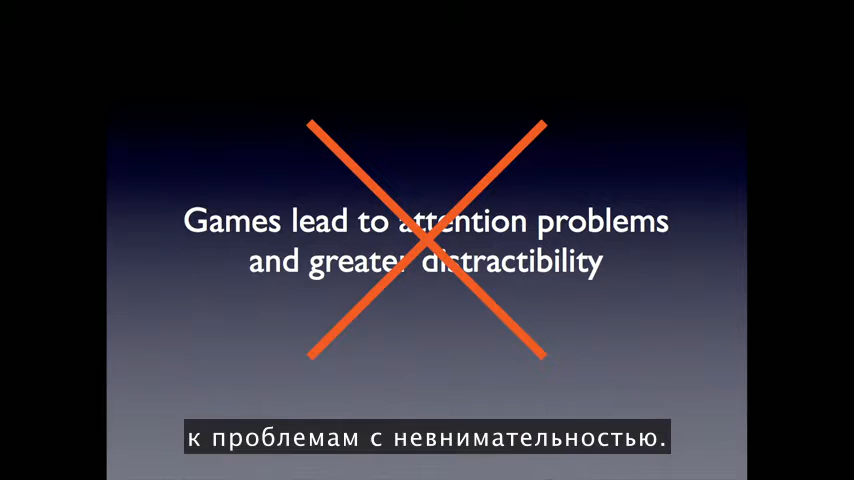 Games lead to attention problems
and greater distractibility
к проблемам с невнимательностью.